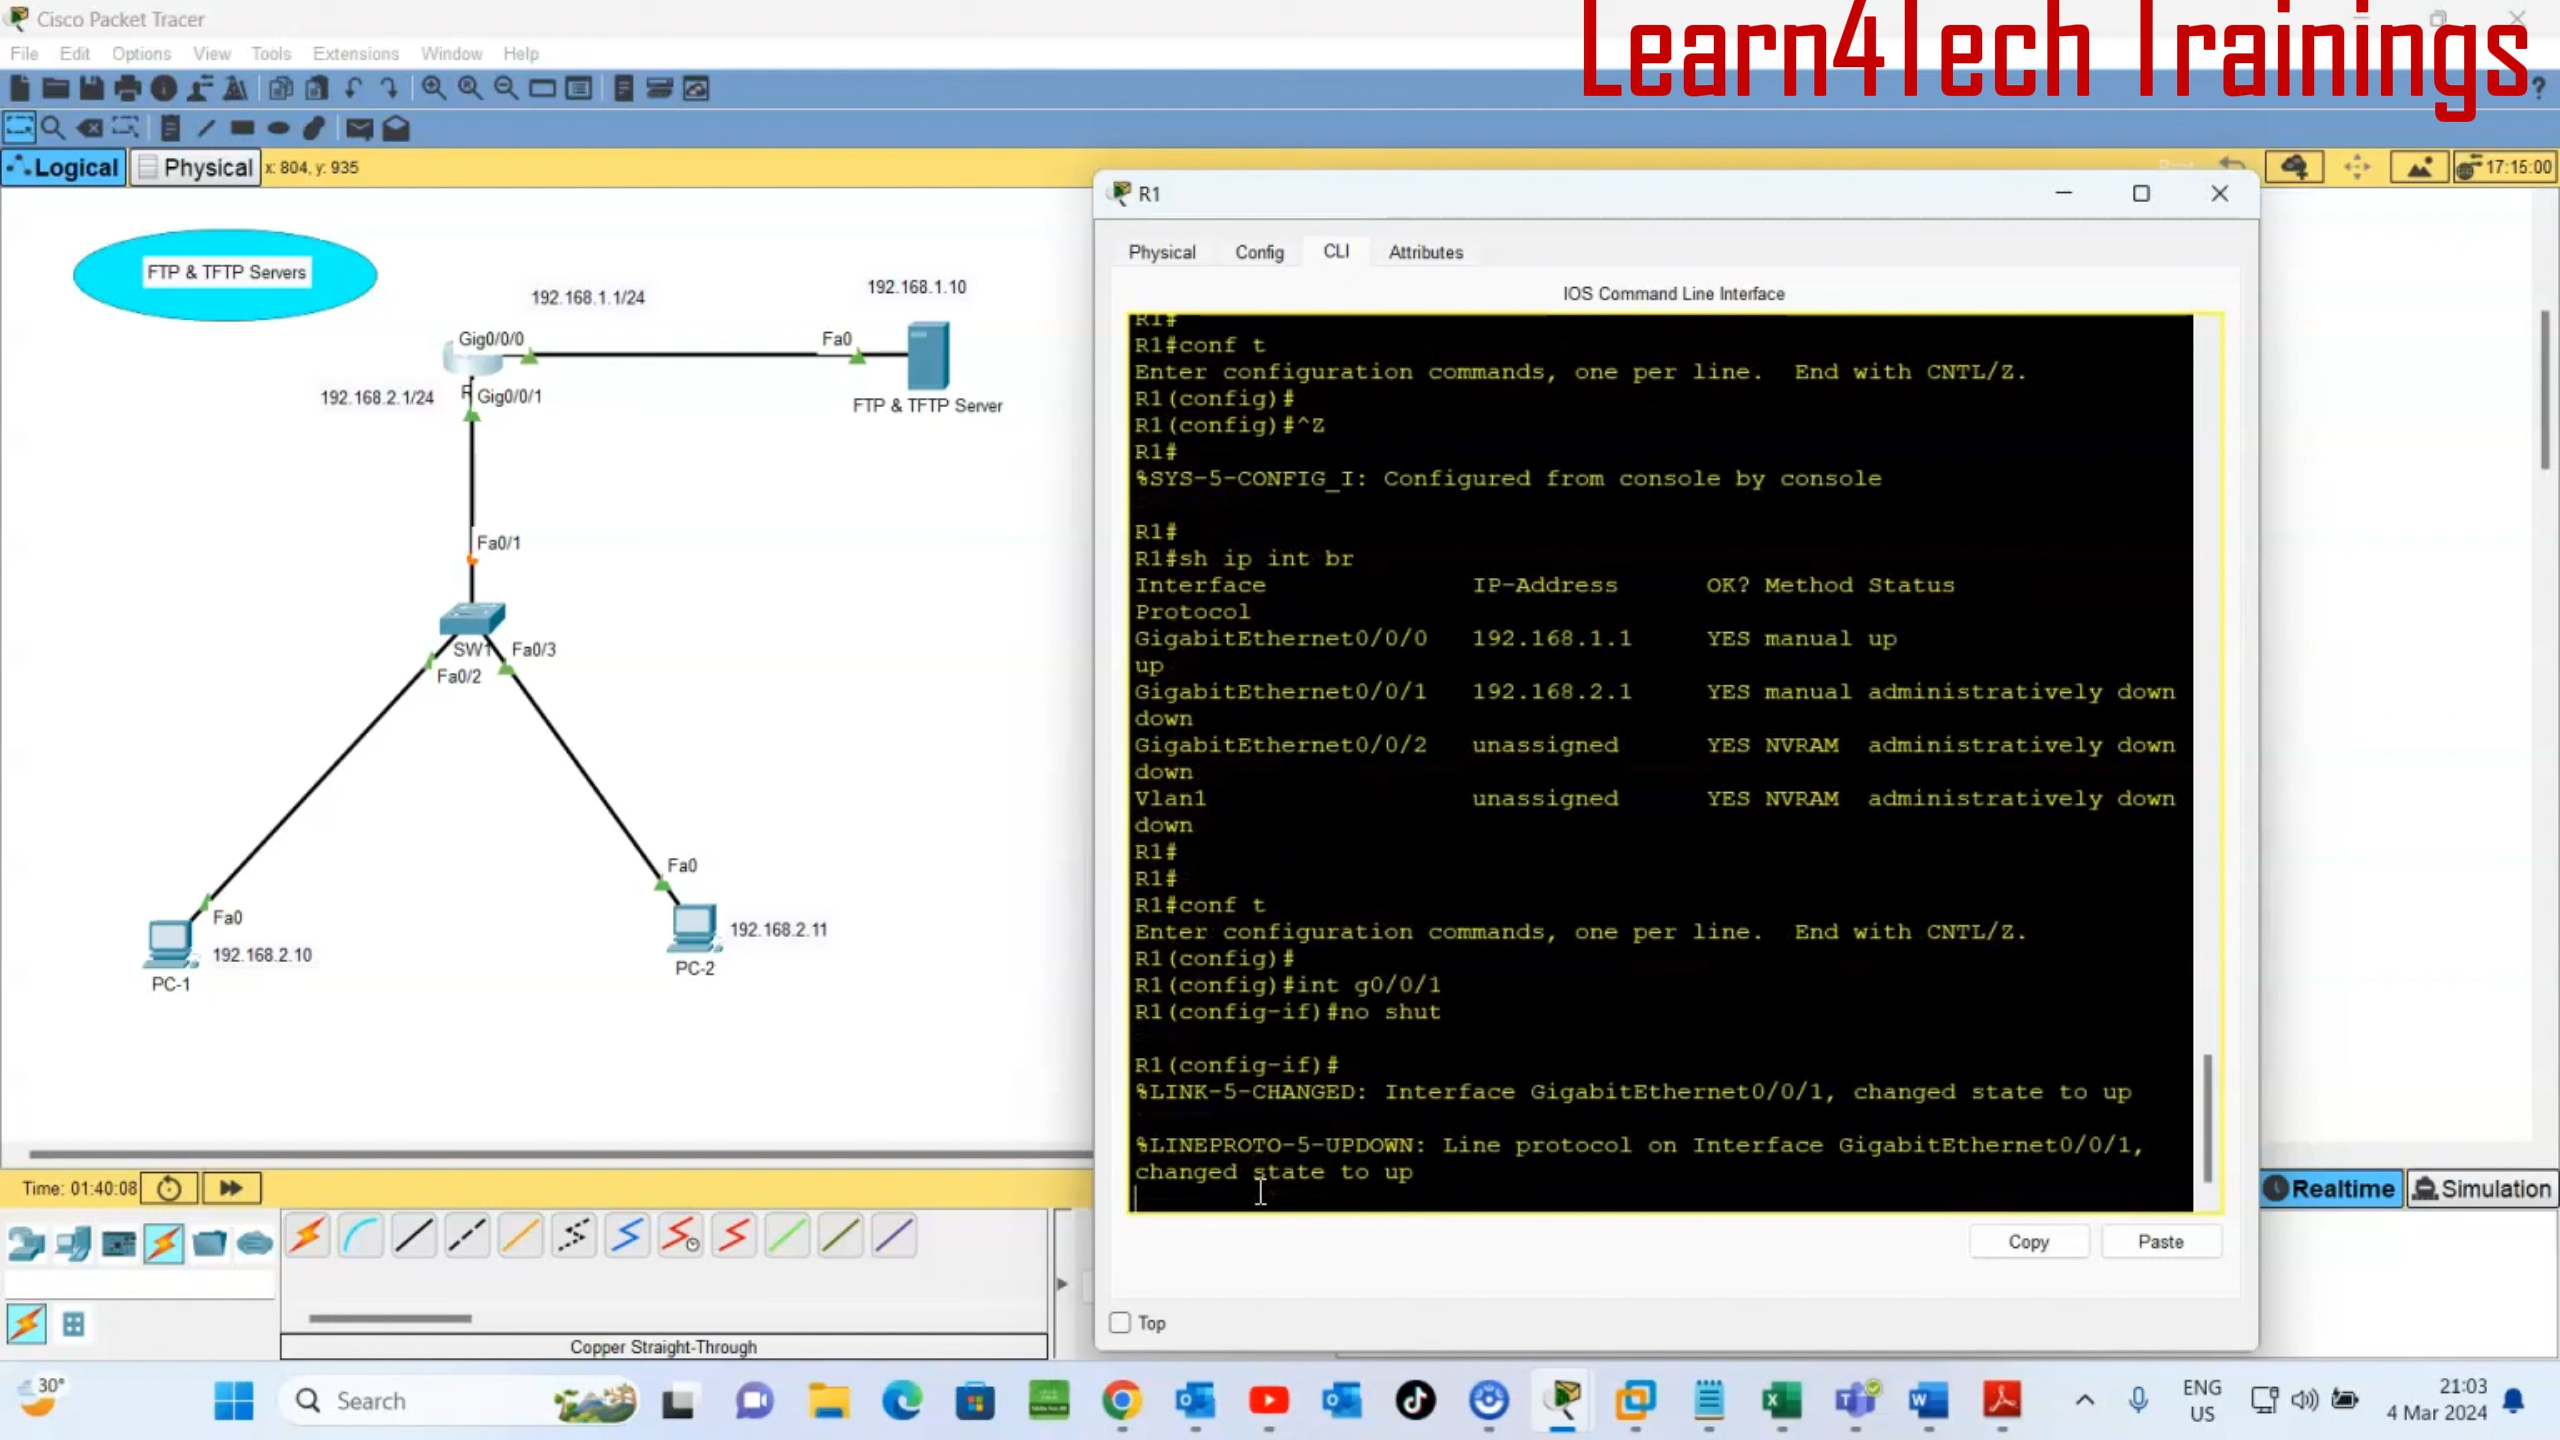 Cisco Packet Tracer
Learn4Tech Trainings
File Edit Options View Tools Extensions Window Help
?
Logical Physical x: 804, y: 935
17:15:00
R1
Physical Config CLI Attributes
IOS Command Line Interface
FTP & TFTP Servers
192.168.1.1/24
192.168.1.10
Gig0/0/0
Fa0
192.168.2.1/24
Gig0/0/1
FTP & TFTP Server
Fa0/1
SW1
Fa0/3
Fa0/2
Fa0
Fa0
192.168.2.11
192.168.2.10
PC-2
PC-1
R1#
R1#conf t
Enter configuration commands, one per line.  End with CNTL/Z.
R1(config)#
R1(config)#^Z
R1#
%SYS-5-CONFIG_I: Configured from console by console
R1#
R1#sh ip int br
Interface IP-Address OK? Method Status
Protocol
GigabitEthernet0/0/0 192.168.1.1 YES manual up
up
GigabitEthernet0/0/1 192.168.2.1 YES manual administratively down
down
GigabitEthernet0/0/2 unassigned YES NVRAM administratively down
down
Vlan1 unassigned YES NVRAM administratively down
down
R1#
R1#
R1#conf t
Enter configuration commands, one per line.  End with CNTL/Z.
R1(config)#
R1(config)#int g0/0/1
R1(config-if)#no shut
R1(config-if)#
%LINK-5-CHANGED: Interface GigabitEthernet0/0/1, changed state to up
%LINEPROTO-5-UPDOWN: Line protocol on Interface GigabitEthernet0/0/1,
changed state to up
Copy Paste
Top
Time: 01:40:08
Realtime Simulation
Copper Straight-Through
30°
Search
ENG
US
21:03
4 Mar 2024